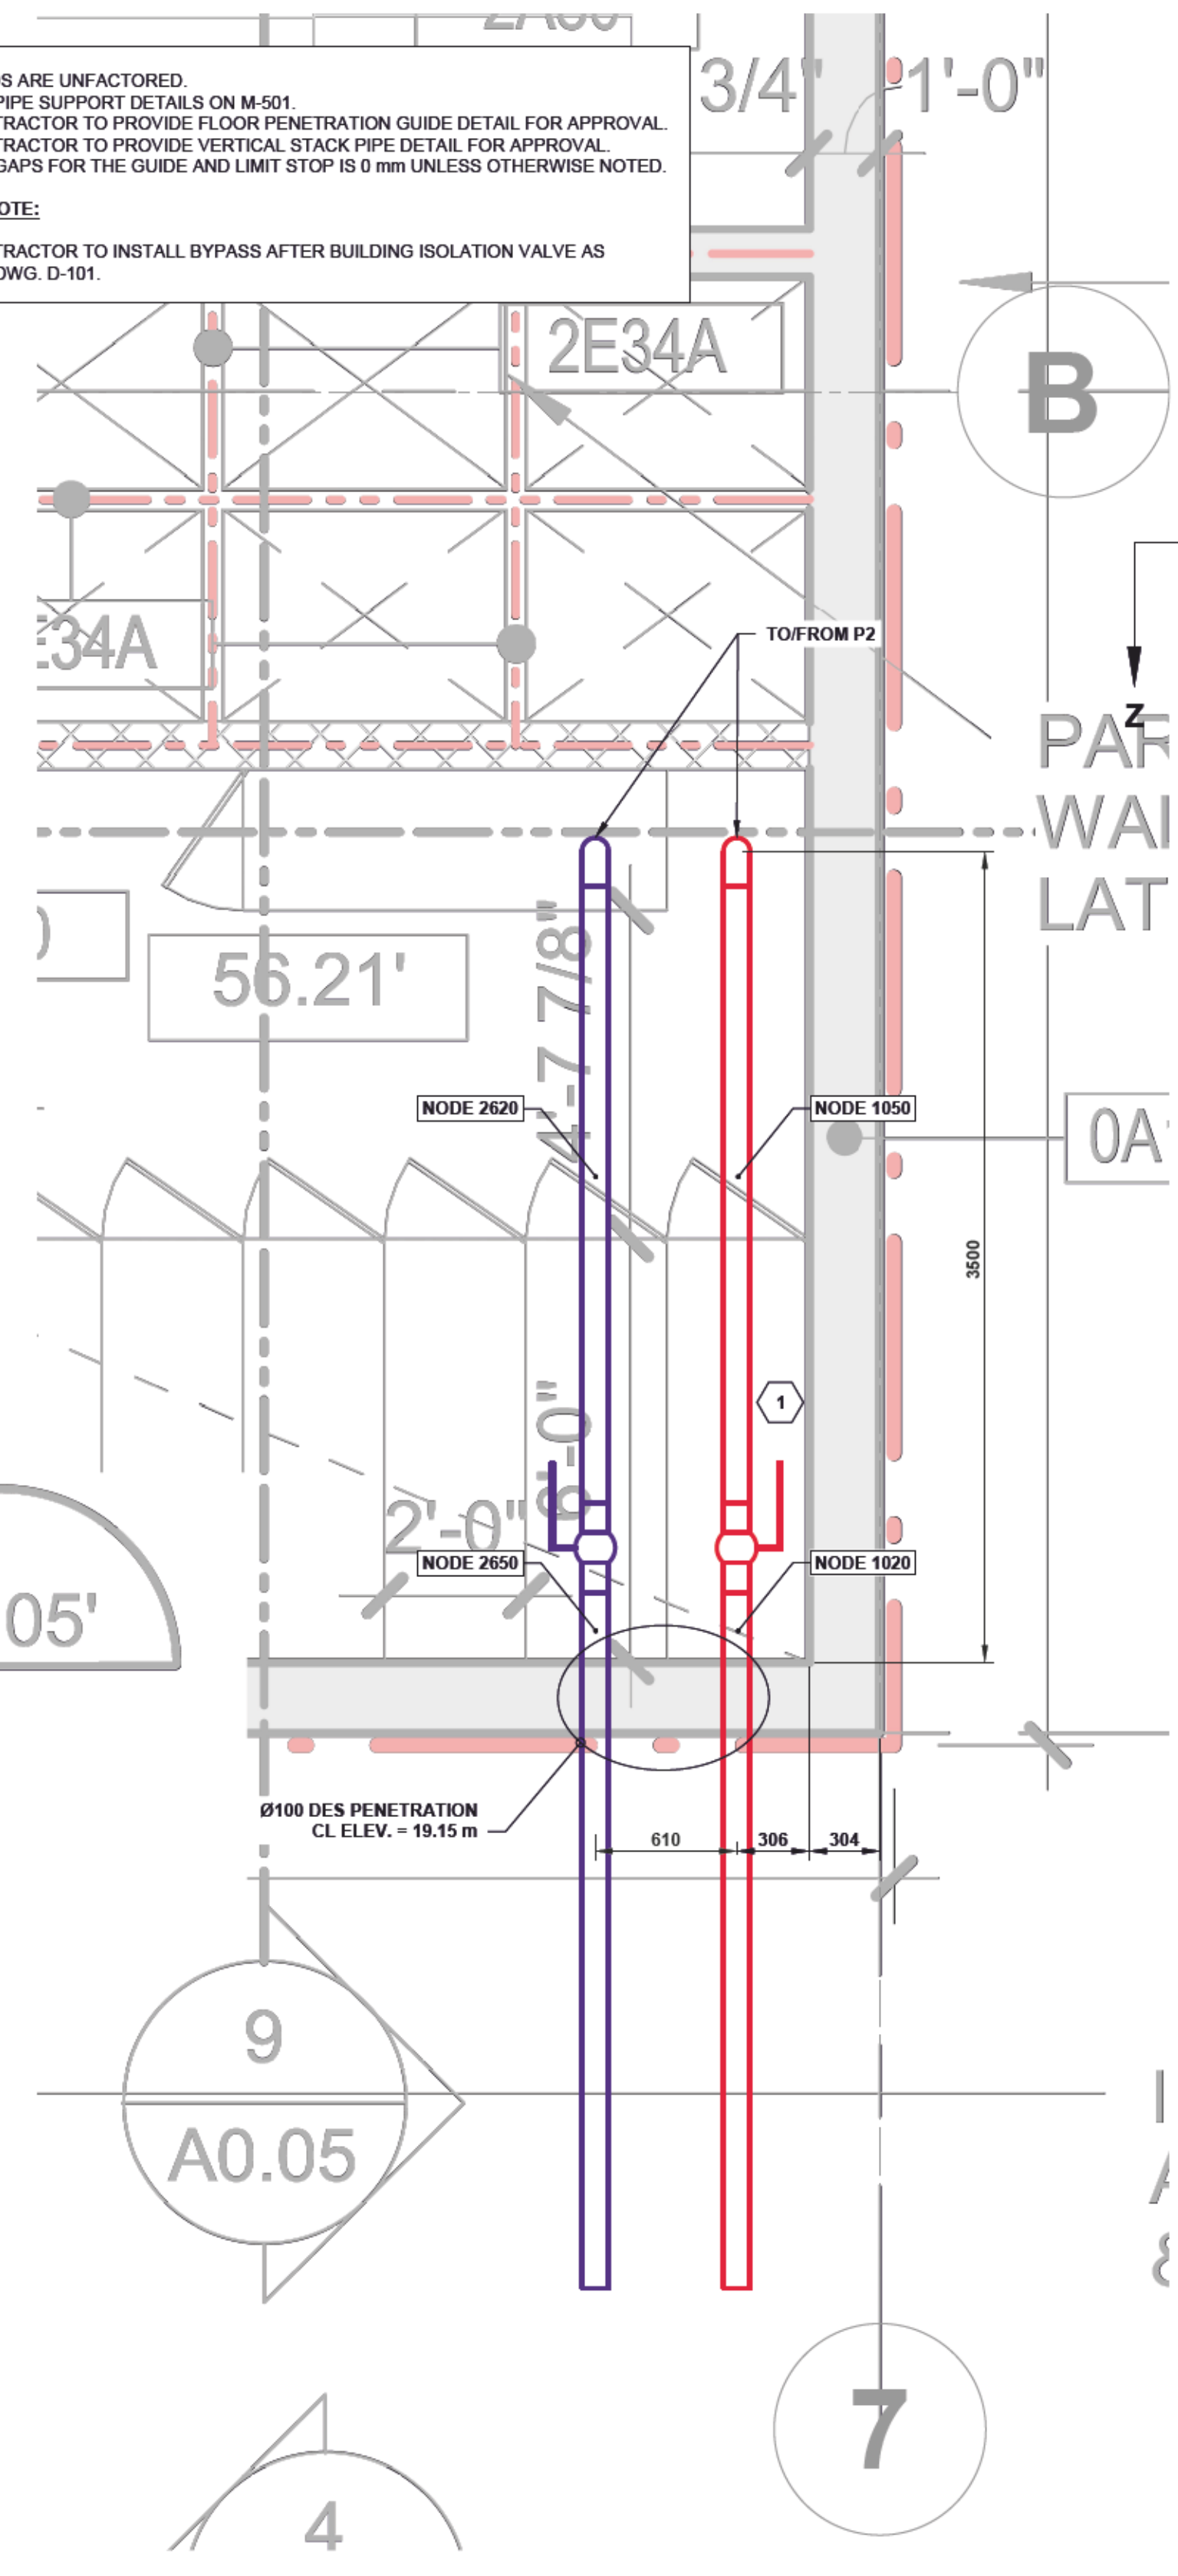 3/4"
1'-0"
S ARE UNFACTORED.
PIPE SUPPORT DETAILS ON M-501.
TRACTOR TO PROVIDE FLOOR PENETRATION GUIDE DETAIL FOR APPROVAL.
TRACTOR TO PROVIDE VERTICAL STACK PIPE DETAIL FOR APPROVAL.
GAPS FOR THE GUIDE AND LIMIT STOP IS 0 mm UNLESS OTHERWISE NOTED.
OTE:
TRACTOR TO INSTALL BYPASS AFTER BUILDING ISOLATION VALVE AS
DWG. D-101.
2E34A
B
E34A
TO/FROM P2
Z
PAR
WAL
LAT
56.21'
4'-7 7/8"
NODE 2620
NODE 1050
0A
3500
1
6'-0"
2'-0"
NODE 2650
NODE 1020
05'
Ø100 DES PENETRATION
CL ELEV. = 19.15 m
610
306
304
9
A0.05
7
4